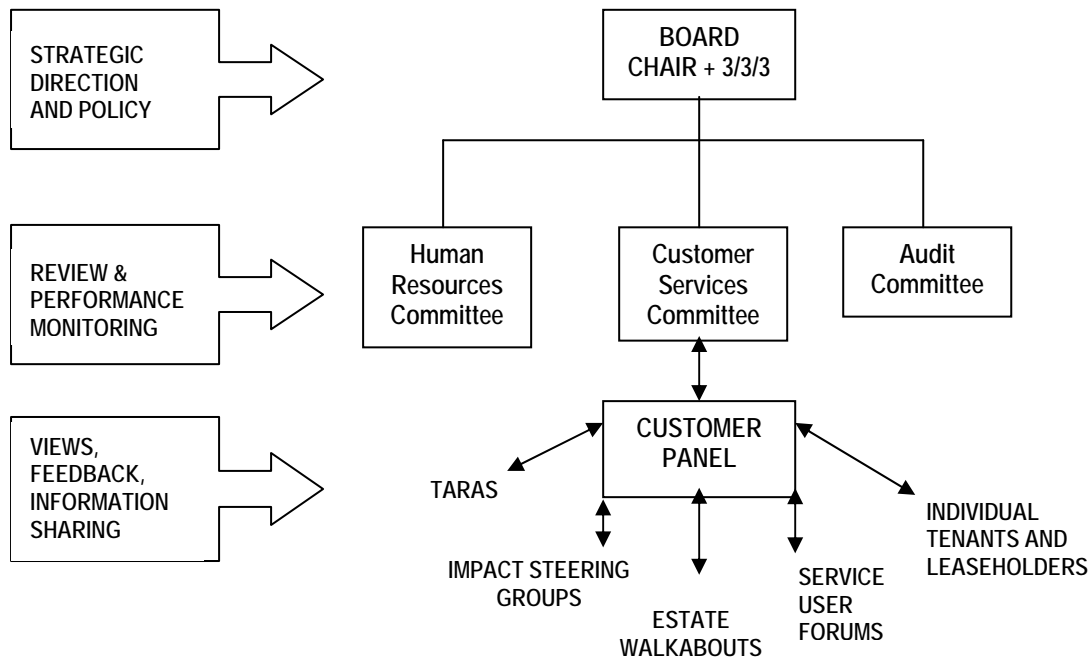 STRATEGIC
DIRECTION
AND POLICY
BOARD
CHAIR + 3/3/3
REVIEW &
PERFORMANCE
MONITORING
Human
Resources
Committee
Customer
Services
Committee
Audit
Committee
VIEWS,
FEEDBACK,
INFORMATION
SHARING
CUSTOMER
PANEL
TARAS
IMPACT STEERING
GROUPS
ESTATE
WALKABOUTS
SERVICE
USER
FORUMS
INDIVIDUAL
TENANTS AND
LEASEHOLDERS